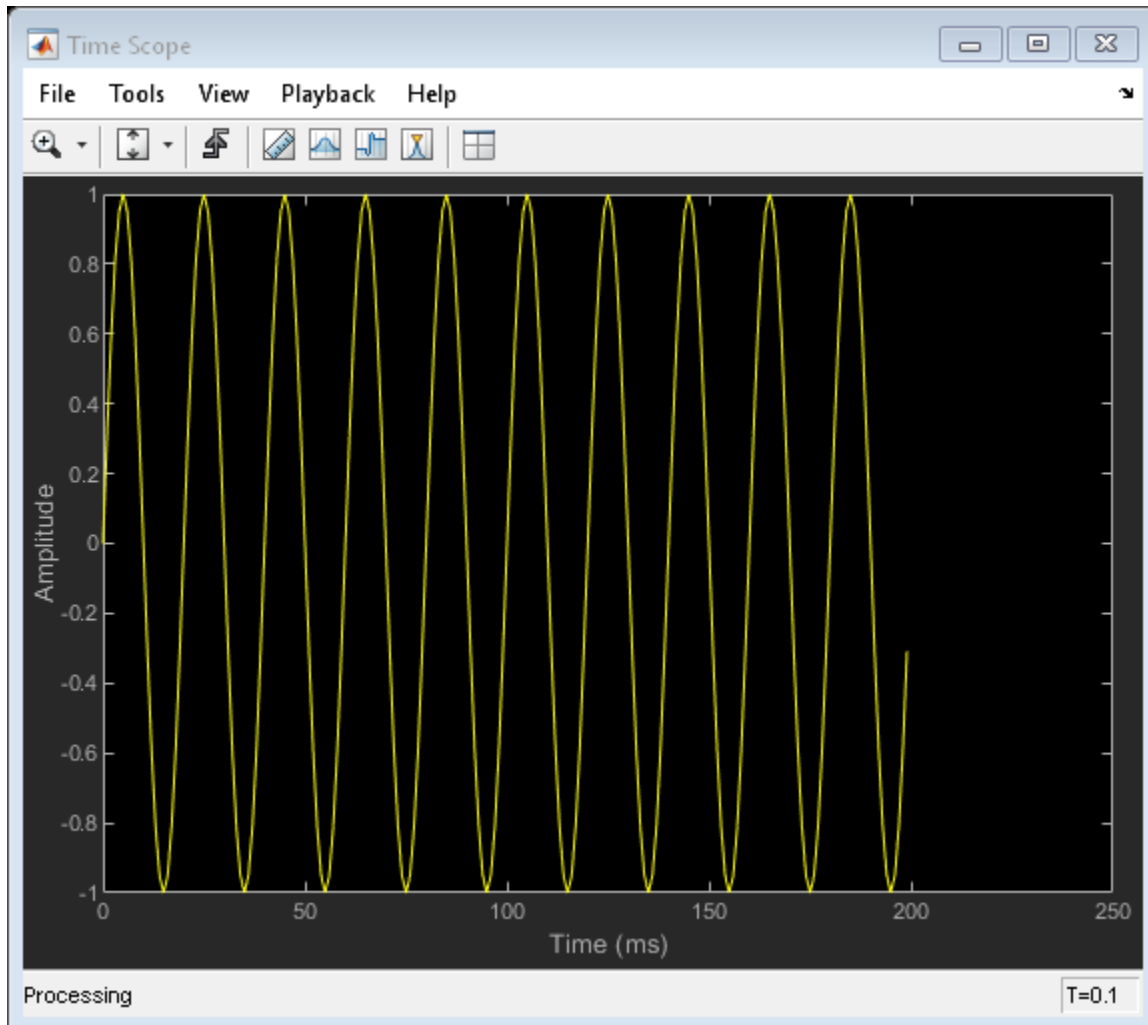 Time Scope
File Tools View Playback Help
1
0.8
0.6
0.4
0.2
0
-0.2
-0.4
-0.6
-0.8
-1
Amplitude
0 50 100 150 200 250
Time (ms)
Processing T=0.1